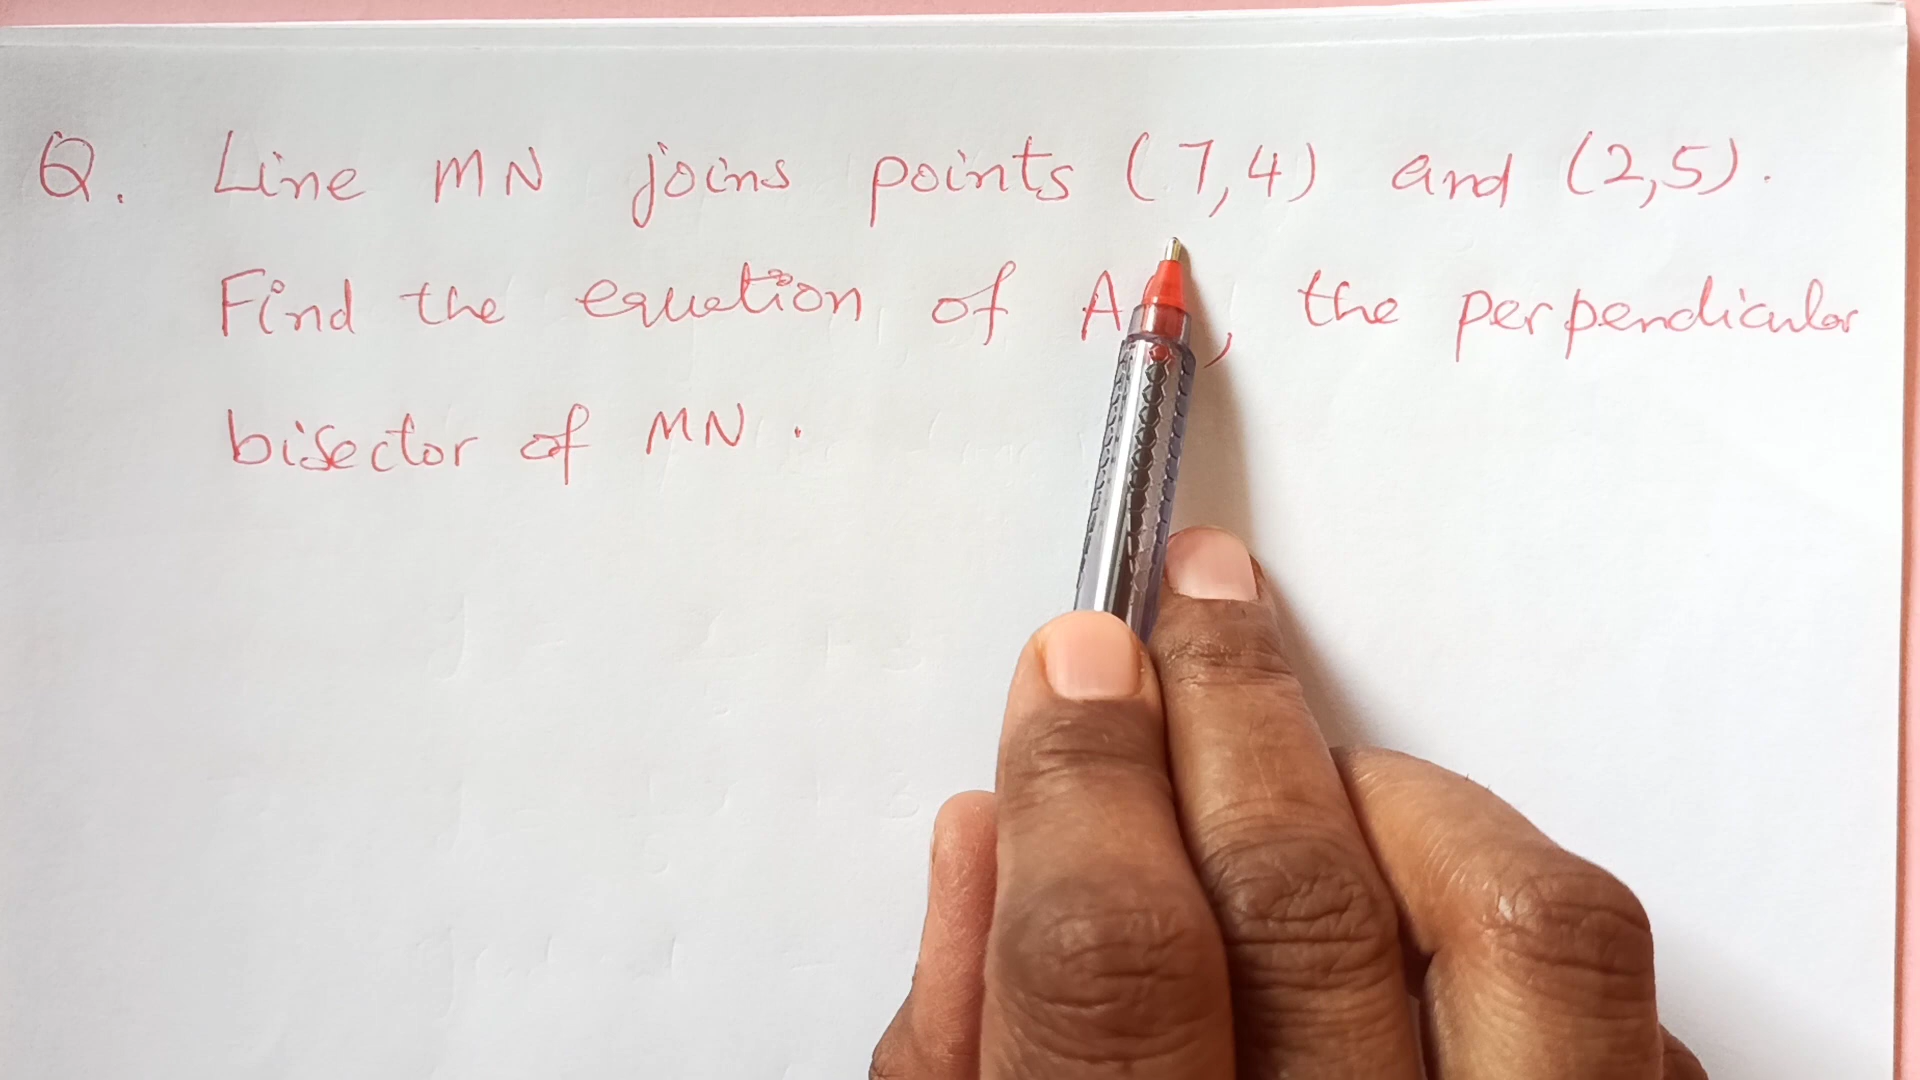 Q. Line MN joins points (7,4) and (2,5).
Find the equation of A , the perpendicular
bisector of MN.